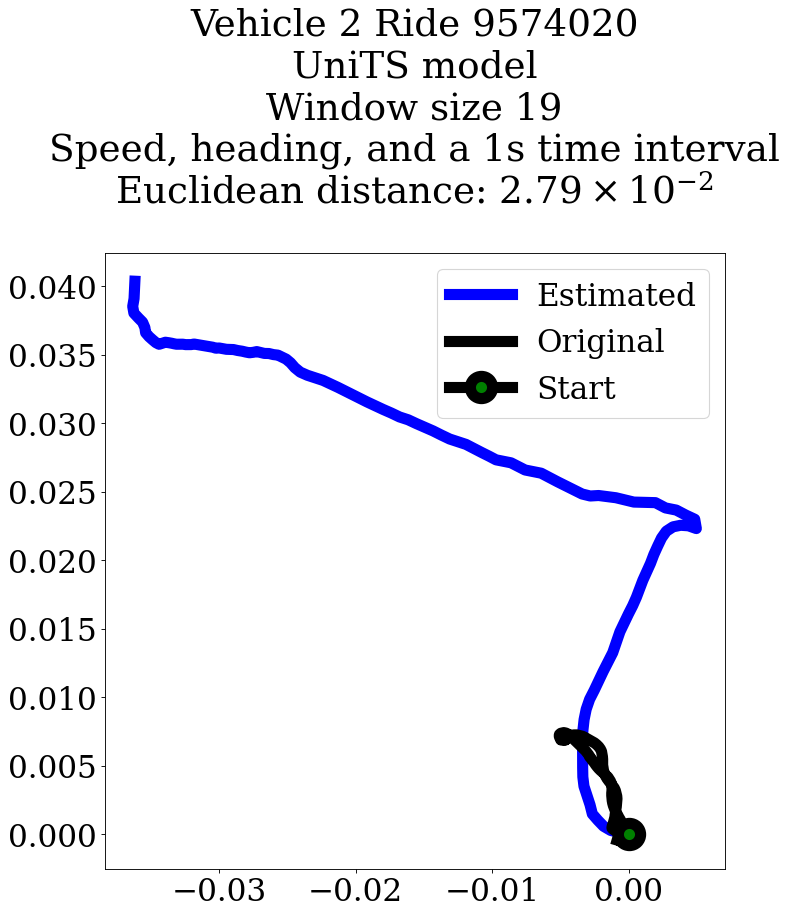 Vehicle 2 Ride 9574020
UniTS model
Window size 19
Speed, heading, and a 1s time interval
Euclidean distance: 2.79 × 10⁻²
Estimated
Original
Start
0.040
0.035
0.030
0.025
0.020
0.015
0.010
0.005
0.000
−0.03 −0.02 −0.01 0.00